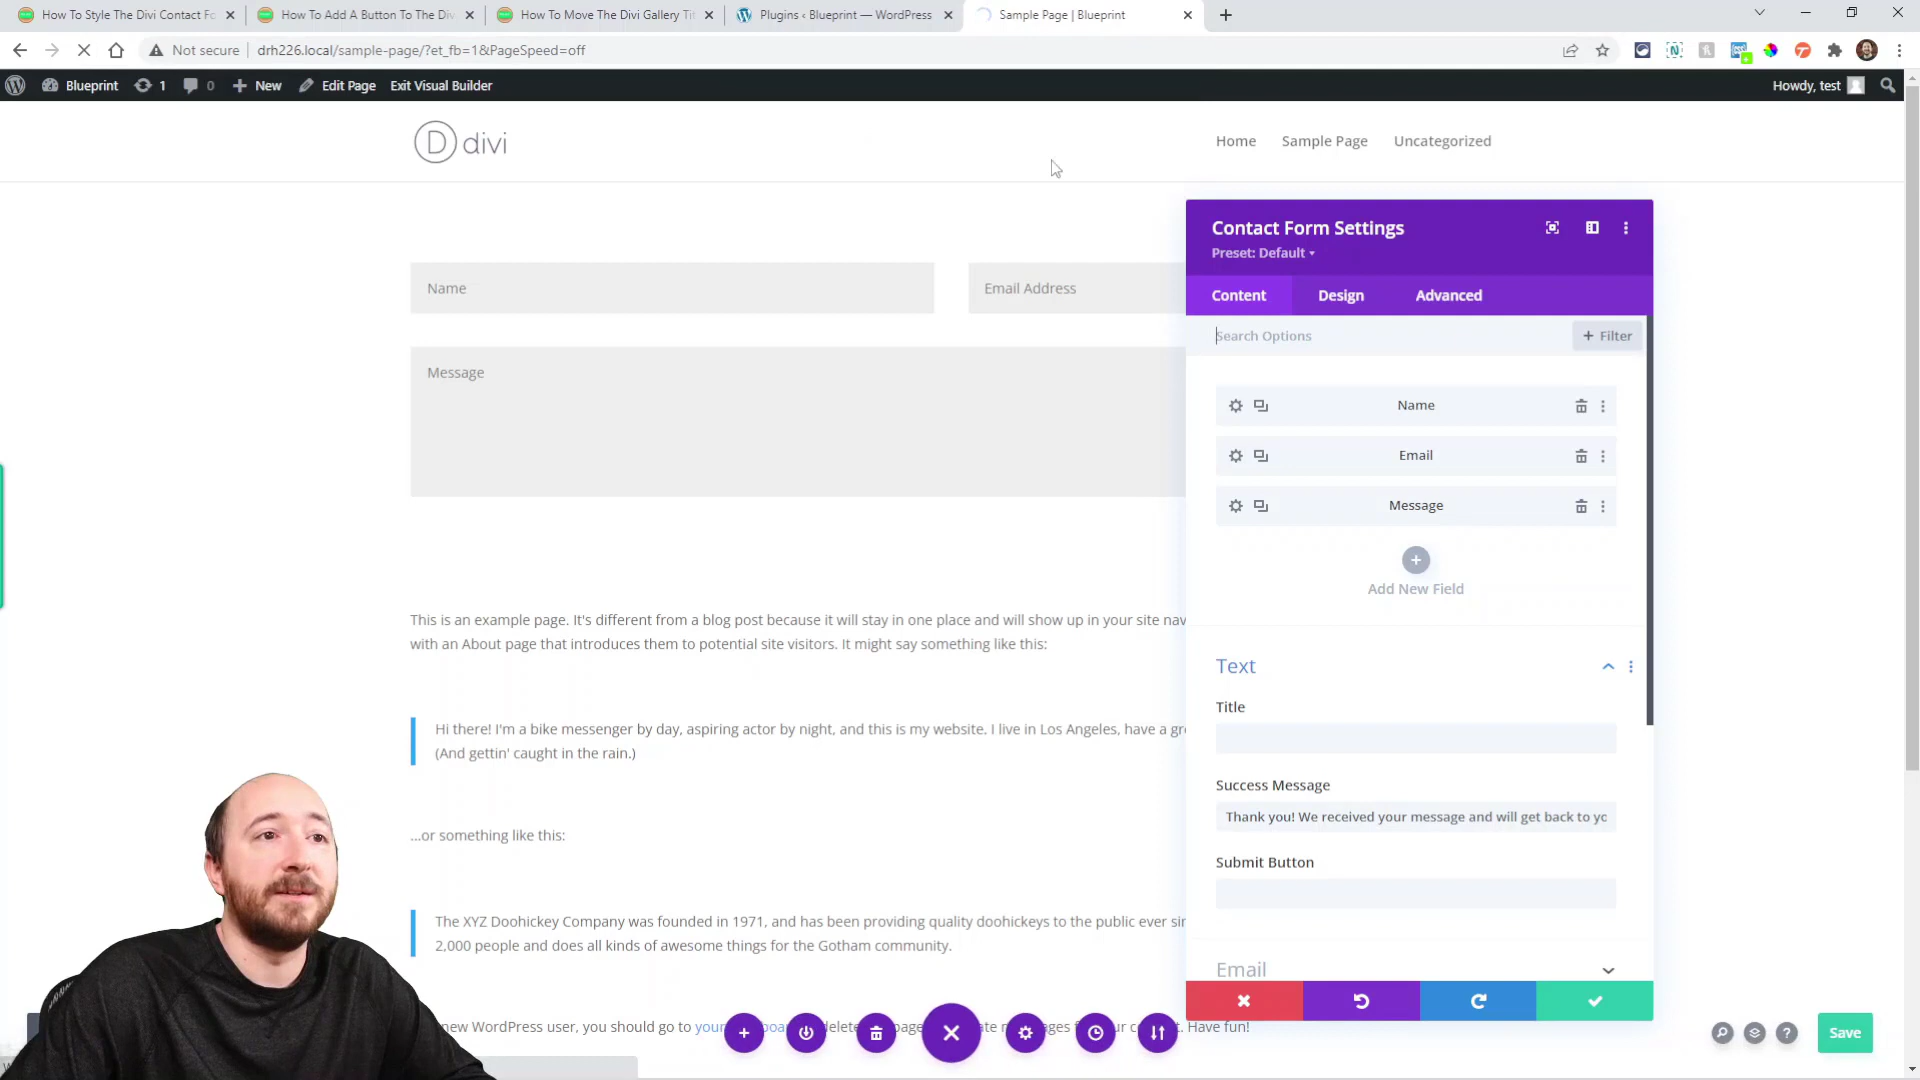 How To Style The Divi Contact Fo
How To Add A Button To The Div
How To Move The Divi Gallery Tit
Plugins ‹ Blueprint — WordPress
Sample Page | Blueprint
Not secure
drh226.local/sample-page/?et_fb=1&PageSpeed=off
Blueprint
1
0
New
Edit Page
Exit Visual Builder
Howdy, test
D divi
Home
Sample Page
Uncategorized
Contact Form Settings
Preset: Default
Content
Design
Advanced
Search Options
+ Filter
Name
Email Address
Message
Name
Email
Message
Add New Field
Text
Title
Success Message
Thank you! We received your message and will get back to yo
Submit Button
Email
This is an example page. It's different from a blog post because it will stay in one place and will show up in your site nav
with an About page that introduces them to potential site visitors. It might say something like this:
Hi there! I'm a bike messenger by day, aspiring actor by night, and this is my website. I live in Los Angeles, have a gre
(And gettin' caught in the rain.)
...or something like this:
The XYZ Doohickey Company was founded in 1971, and has been providing quality doohickeys to the public ever sin
2,000 people and does all kinds of awesome things for the Gotham community.
new WordPress user, you should go to your delete pag Have fun!
Save